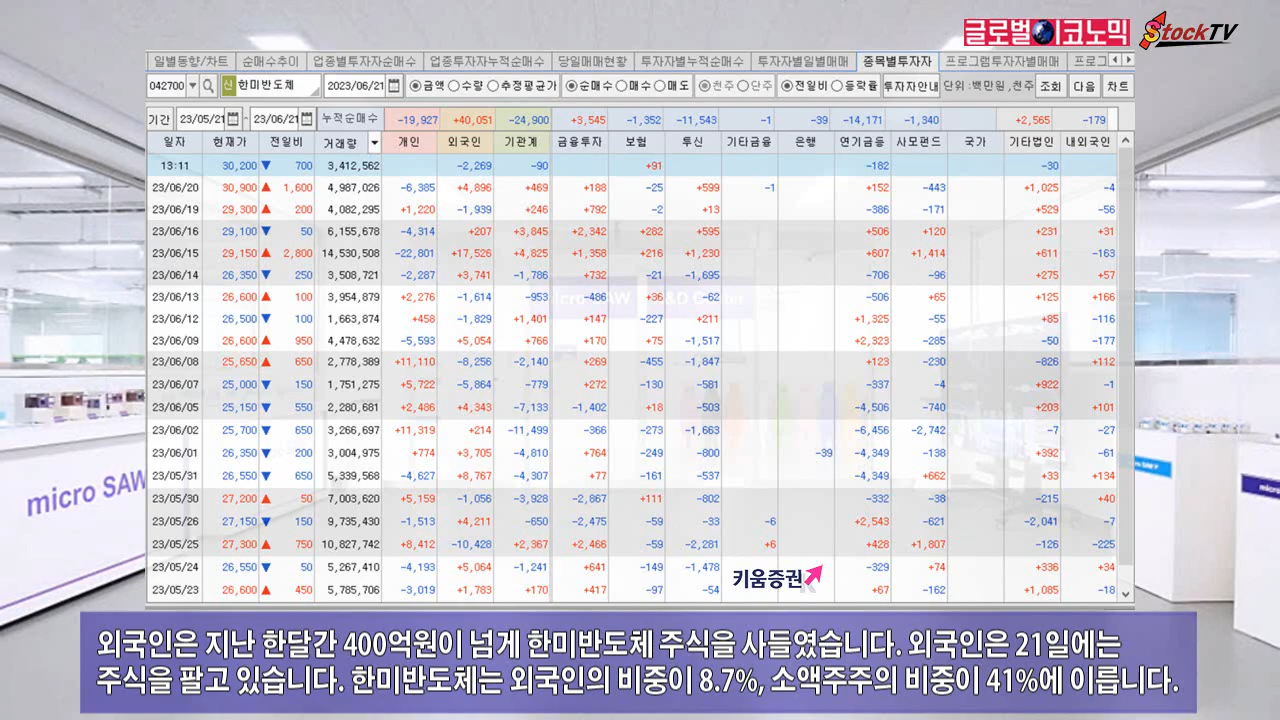 글로벌이코노믹 StockTV
일별동향/차트 순매수추이 업종별투자순매수 업종투자자누적순매수 당일매매현황 투자자별누적순매수 투자자별일별매매 종목별투자자 프로그램투자자별매매 프로그
042700 신 한미반도체 2023/06/21 금액 수량 추정평균가 순매수 매수 매도 천주 단주 전일비 등락률 투자자안내 단위:백만원,천주 조회 다음 차트
기간 23/05/21 ~ 23/06/21 누적순매수 -19,927 +40,051 -24,900 +3,545 -1,352 -11,543 -1 -39 -14,171 -1,340 +2,565 -179
일자 현재가 전일비 거래량 개인 외국인 기관계 금융투자 보험 투신 기타금융 은행 연기금등 사모펀드 국가 기타법인 내외국인
13:11 30,200 ▼ 700 3,412,562 -2,269 -90 +91 -182 -30
23/06/20 30,900 ▲ 1,600 4,987,026 -6,385 +4,896 +469 +188 -25 +599 -1 +152 -443 +1,025 -4
23/06/19 29,300 ▲ 200 4,082,295 +1,220 -1,939 +246 +792 -2 +13 -386 -171 +529 -56
23/06/16 29,100 ▼ 50 6,155,678 -4,314 +207 +3,845 +2,342 +282 +595 +506 +120 +231 +31
23/06/15 29,150 ▲ 2,800 14,530,508 -22,801 +17,526 +4,825 +1,358 +216 +1,230 +607 +1,414 +611 -163
23/06/14 26,350 ▼ 250 3,508,721 -2,287 +3,741 -1,786 +732 -21 -1,695 -706 -96 +275 +57
23/06/13 26,600 ▲ 100 3,954,879 +2,276 -1,614 -953 -486 +36 -62 -506 +65 +125 +166
23/06/12 26,500 ▼ 100 1,663,874 +458 -1,829 +1,401 +147 -227 +211 +1,325 -55 +85 -116
23/06/09 26,600 ▲ 950 4,478,632 -5,593 +5,054 +766 +170 +75 -1,517 +2,323 -285 -50 -177
23/06/08 25,650 ▲ 650 2,778,389 +11,110 -8,256 -2,140 +269 -455 -1,847 +123 -230 -826 +112
23/06/07 25,000 ▼ 150 1,751,275 +5,722 -5,864 -779 +272 -130 -581 -337 -4 +922 -1
23/06/05 25,150 ▼ 550 2,280,681 +2,486 +4,343 -7,133 -1,402 +18 -503 -4,506 -740 +203 +101
23/06/02 25,700 ▼ 650 3,266,697 +11,319 +214 -11,499 -366 -273 -1,663 -6,456 -2,742 -7 -27
23/06/01 26,350 ▼ 200 3,004,975 +774 +3,705 -4,810 +764 -249 -800 -39 -4,349 -138 +392 -61
23/05/31 26,550 ▼ 650 5,339,568 -4,627 +8,767 -4,307 +77 -161 -537 -4,349 +662 +33 +134
23/05/30 27,200 ▲ 50 7,003,620 +5,159 -1,056 -3,928 -2,867 +111 -802 -332 -38 -215 +40
23/05/26 27,150 ▼ 150 9,735,430 -1,513 +4,211 -650 -2,475 -59 -33 -6 +2,543 -621 -2,041 -7
23/05/25 27,300 ▲ 750 10,827,742 +8,412 -10,428 +2,367 +2,466 -59 -2,281 +6 +428 +1,807 -126 -225
23/05/24 26,550 ▼ 50 5,267,410 -4,193 +5,064 -1,241 +641 -149 -1,478 -329 +74 +336 +34
23/05/23 26,600 ▲ 450 5,785,706 -3,019 +1,783 +170 +417 -97 -54 +67 -162 +1,085 -18
micro SAW
키움증권
외국인은 지난 한달간 400억원이 넘게 한미반도체 주식을 사들였습니다. 외국인은 21일에는
주식을 팔고 있습니다. 한미반도체는 외국인의 비중이 8.7%, 소액주주의 비중이 41%에 이릅니다.